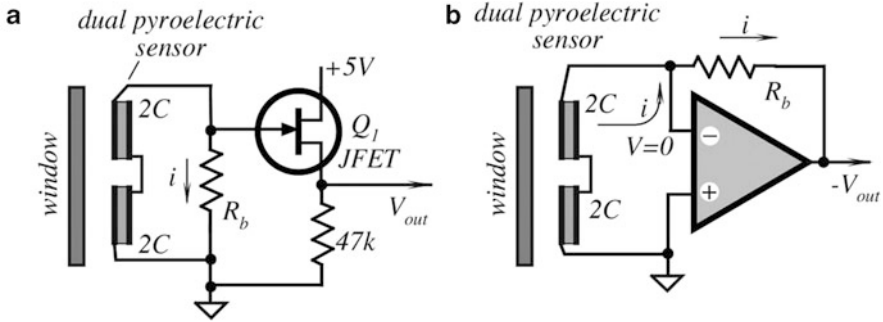 a
dual pyroelectric
sensor
window
2C
2C
i
R_b
+5V
Q_1
JFET
V_out
47k
b
dual pyroelectric
sensor
window
2C
2C
i
V=0
i
R_b
−
+
-V_out